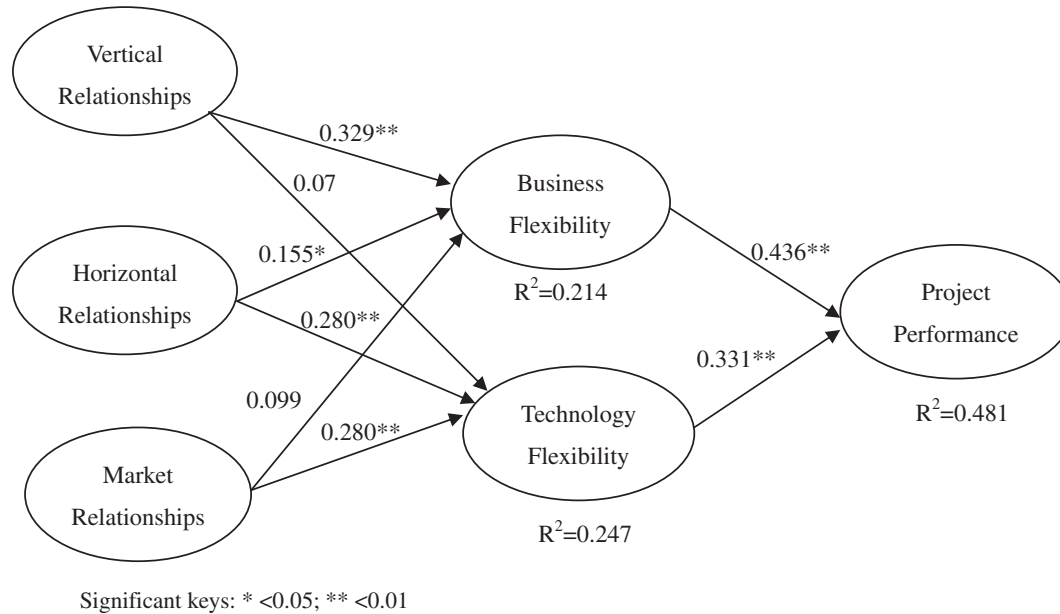 Vertical
Relationships
0.329**
0.07
Business
Flexibility
R²=0.214
0.155*
Horizontal
Relationships
0.280**
0.436**
Project
Performance
R²=0.481
0.331**
0.099
Technology
Flexibility
R²=0.247
0.280**
Market
Relationships
Significant keys: * <0.05; ** <0.01